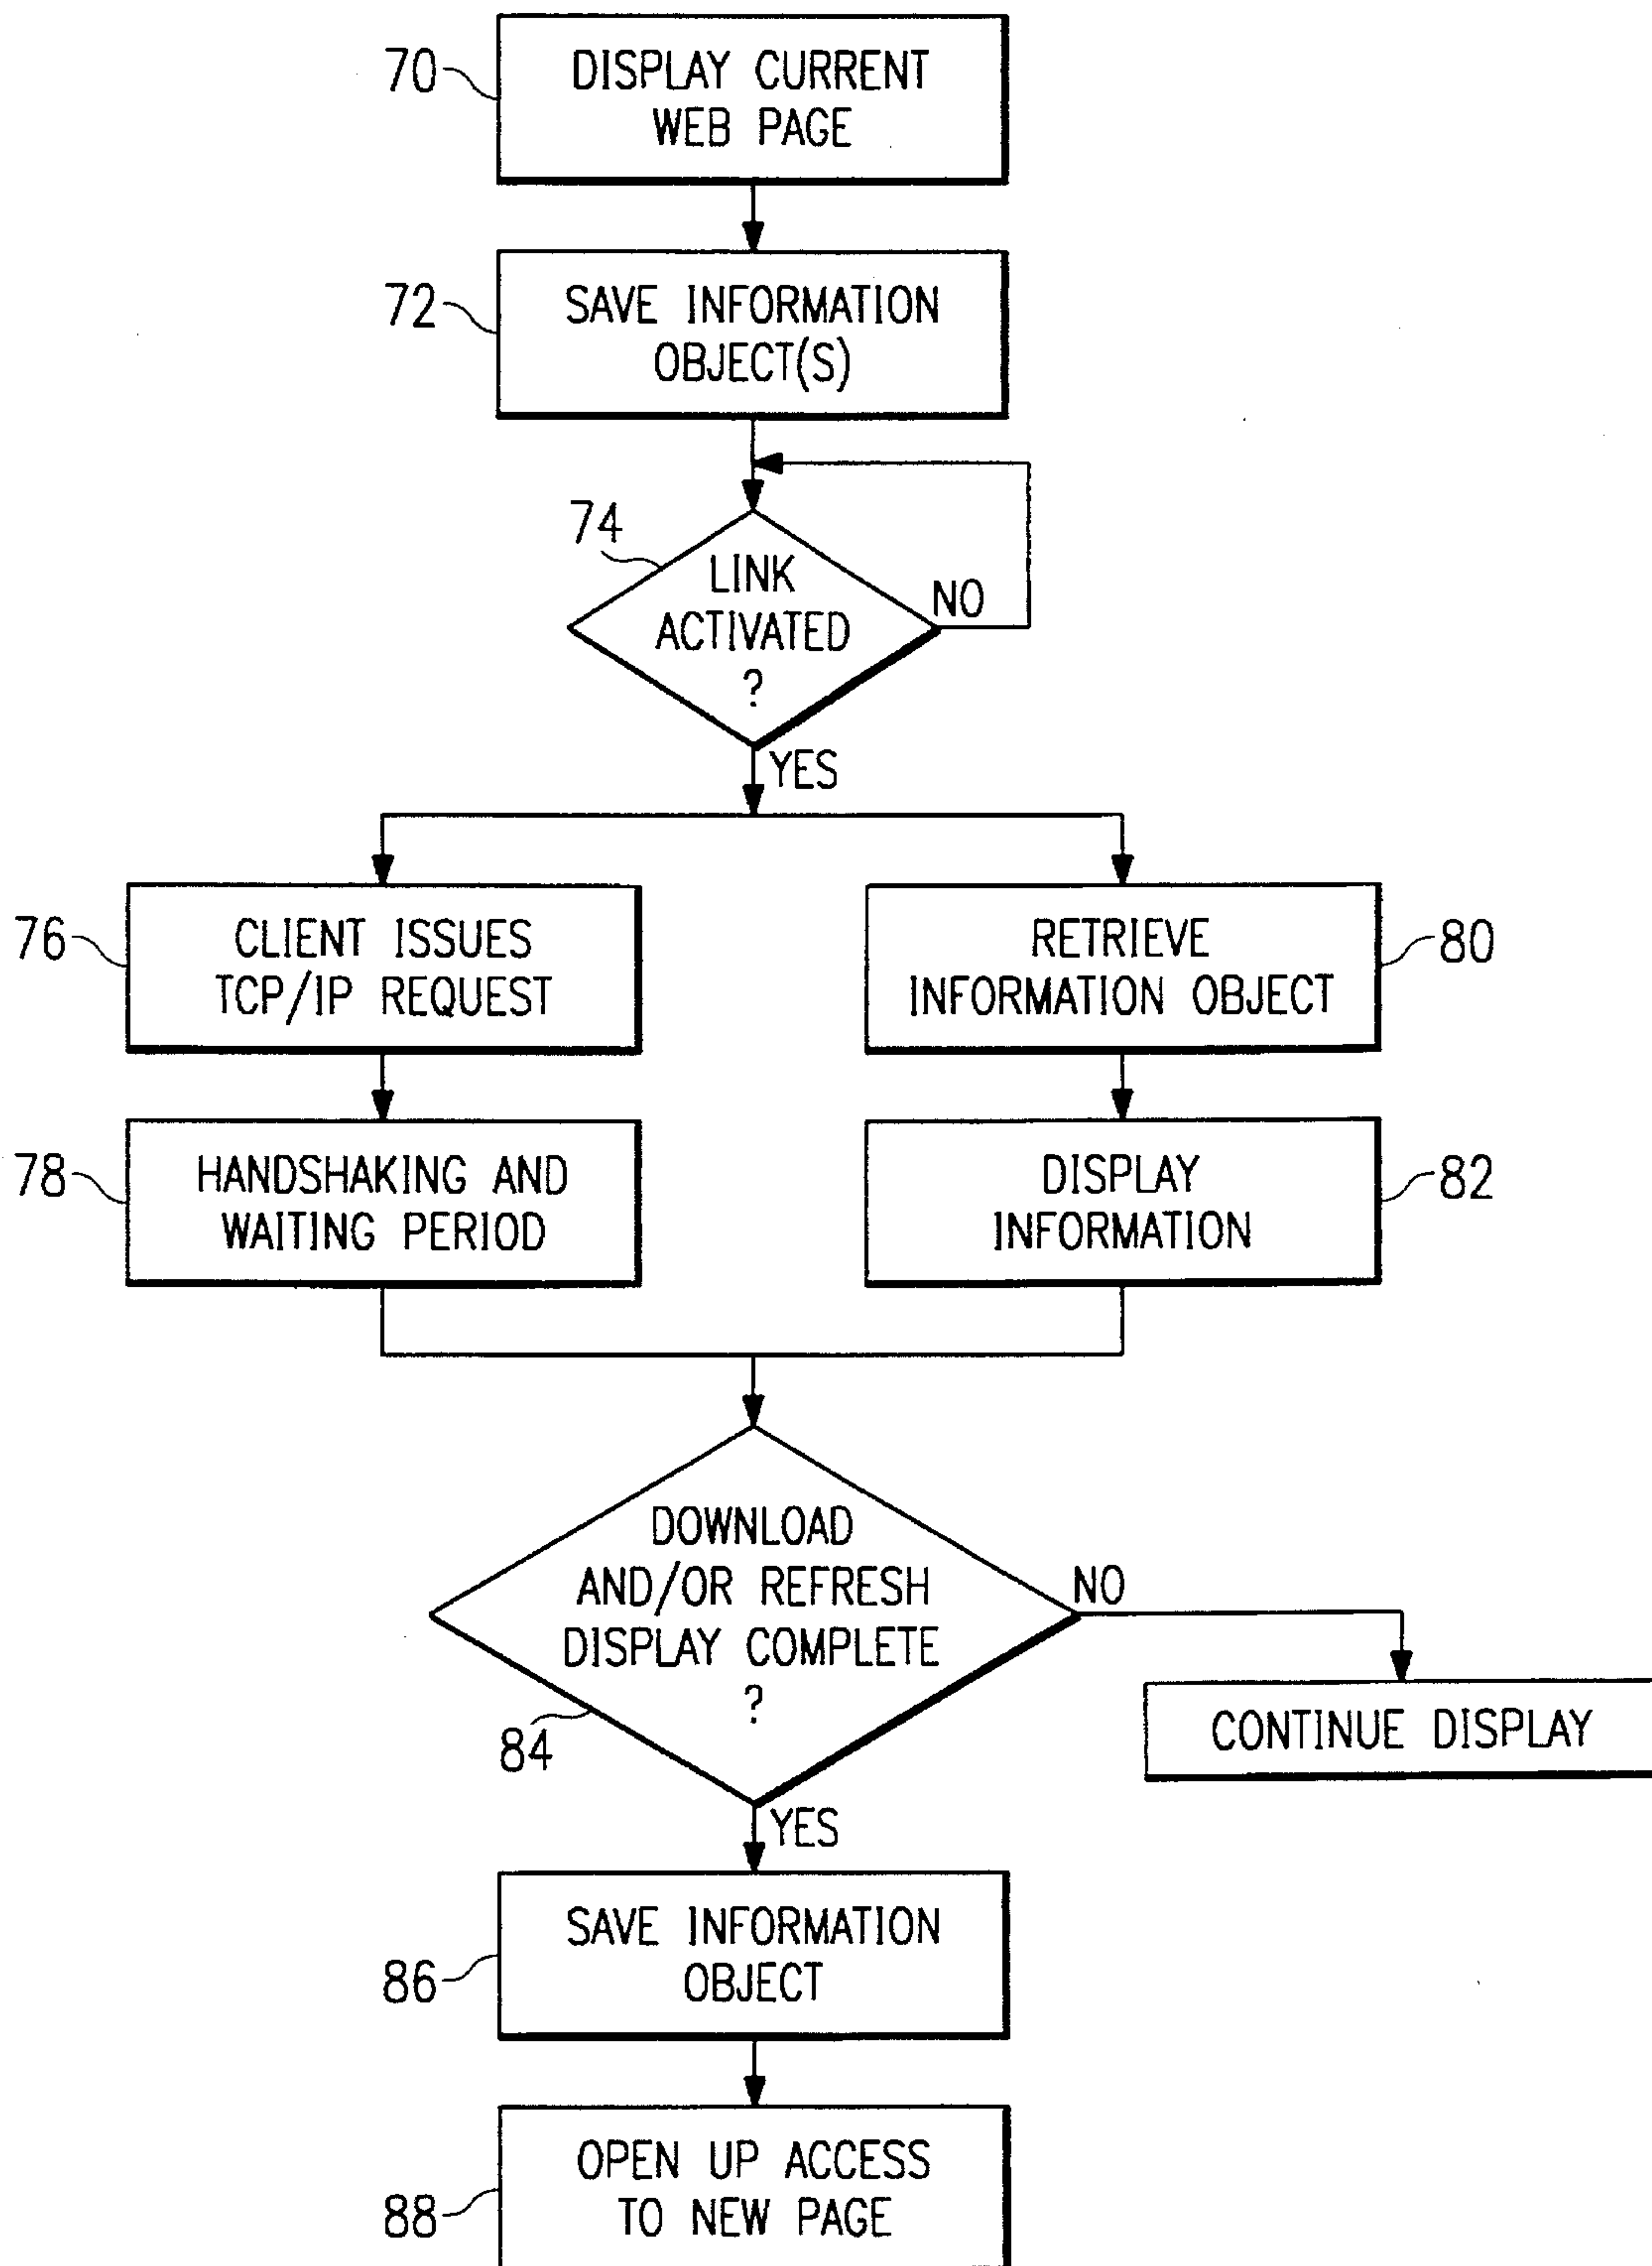 70
DISPLAY CURRENT
WEB PAGE
72
SAVE INFORMATION
OBJECT(S)
74
LINK
ACTIVATED
?
NO
YES
76
CLIENT ISSUES
TCP/IP REQUEST
RETRIEVE
INFORMATION OBJECT
80
78
HANDSHAKING AND
WAITING PERIOD
DISPLAY
INFORMATION
82
DOWNLOAD
AND/OR REFRESH
DISPLAY COMPLETE
?
NO
84
CONTINUE DISPLAY
YES
SAVE INFORMATION
OBJECT
86
OPEN UP ACCESS
TO NEW PAGE
88